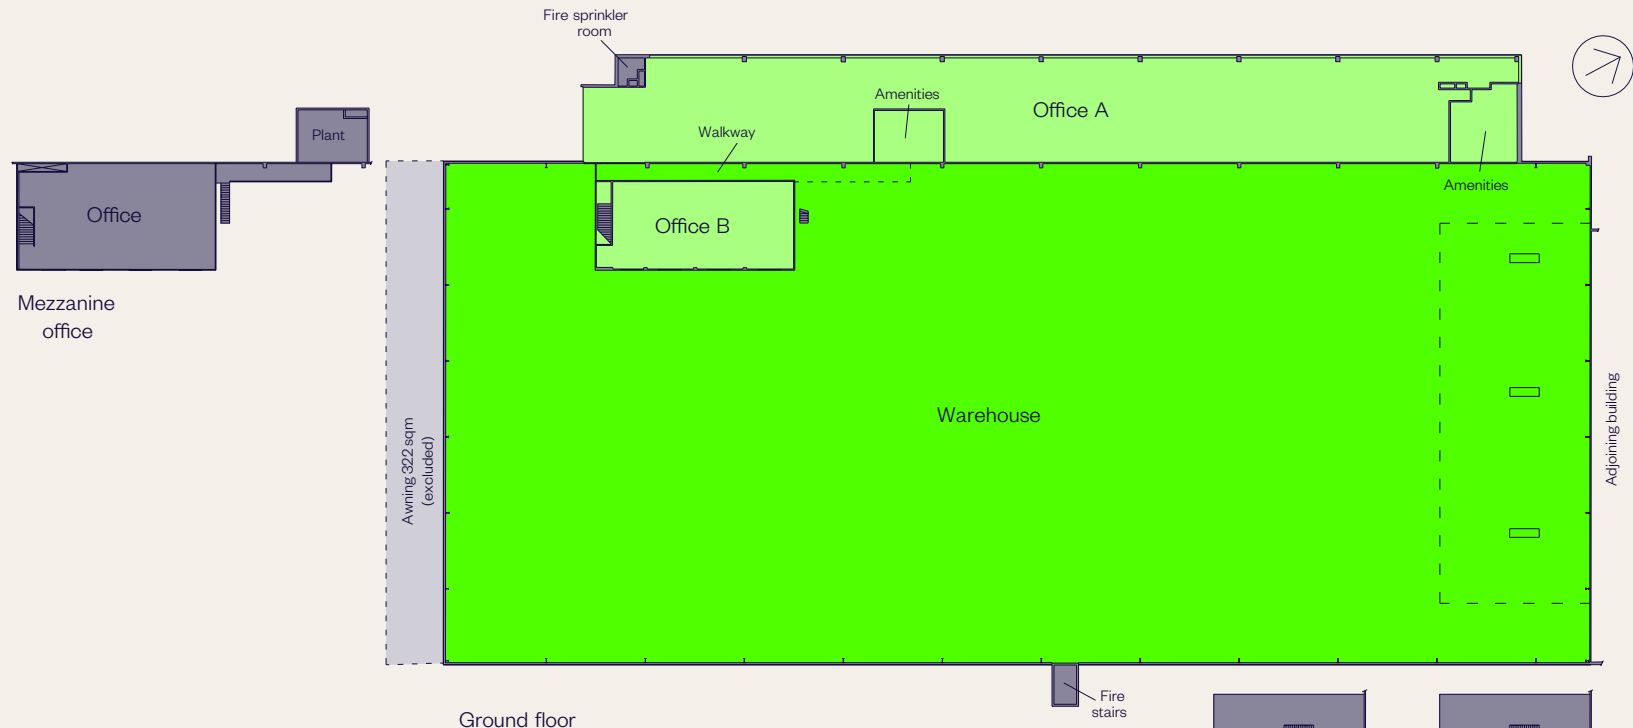 Fire sprinkler
room
Amenities
Office A
Plant
Walkway
Amenities
Office
Office B
Mezzanine
office
Warehouse
Awning 322 sqm
(excluded)
Adjoining building
Fire
stairs
Ground floor